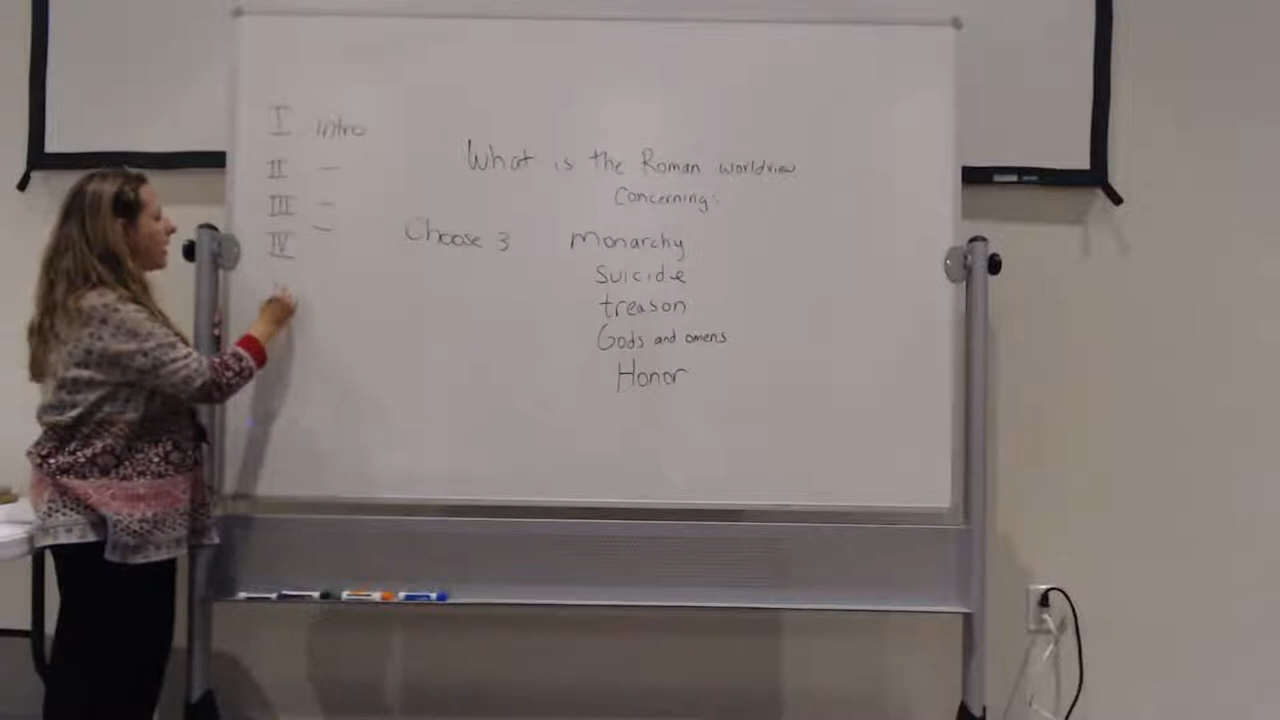 I Intro
II —
III —
IV —
What is the Roman worldview
Concerning:
Choose 3 Monarchy
Suicide
treason
Gods and omens
Honor